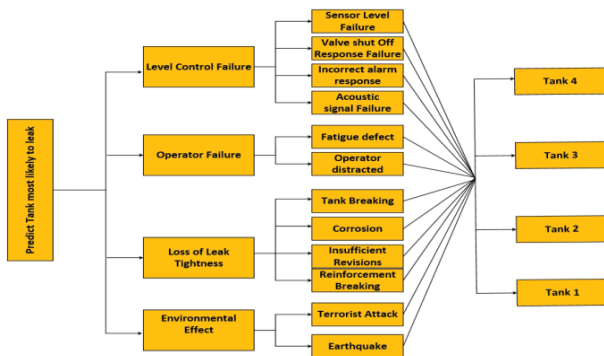 Predict Tank most likely to leak
Level Control Failure
Operator Failure
Loss of Leak
Tightness
Environmental
Effect
Sensor Level
Failure
Valve shut Off
Response Failure
Incorrect alarm
response
Acoustic
signal Failure
Fatigue defect
Operator
distracted
Tank Breaking
Corrosion
Insufficient
Revisions
Reinforcement
Breaking
Terrorist Attack
Earthquake
Tank 4
Tank 3
Tank 2
Tank 1